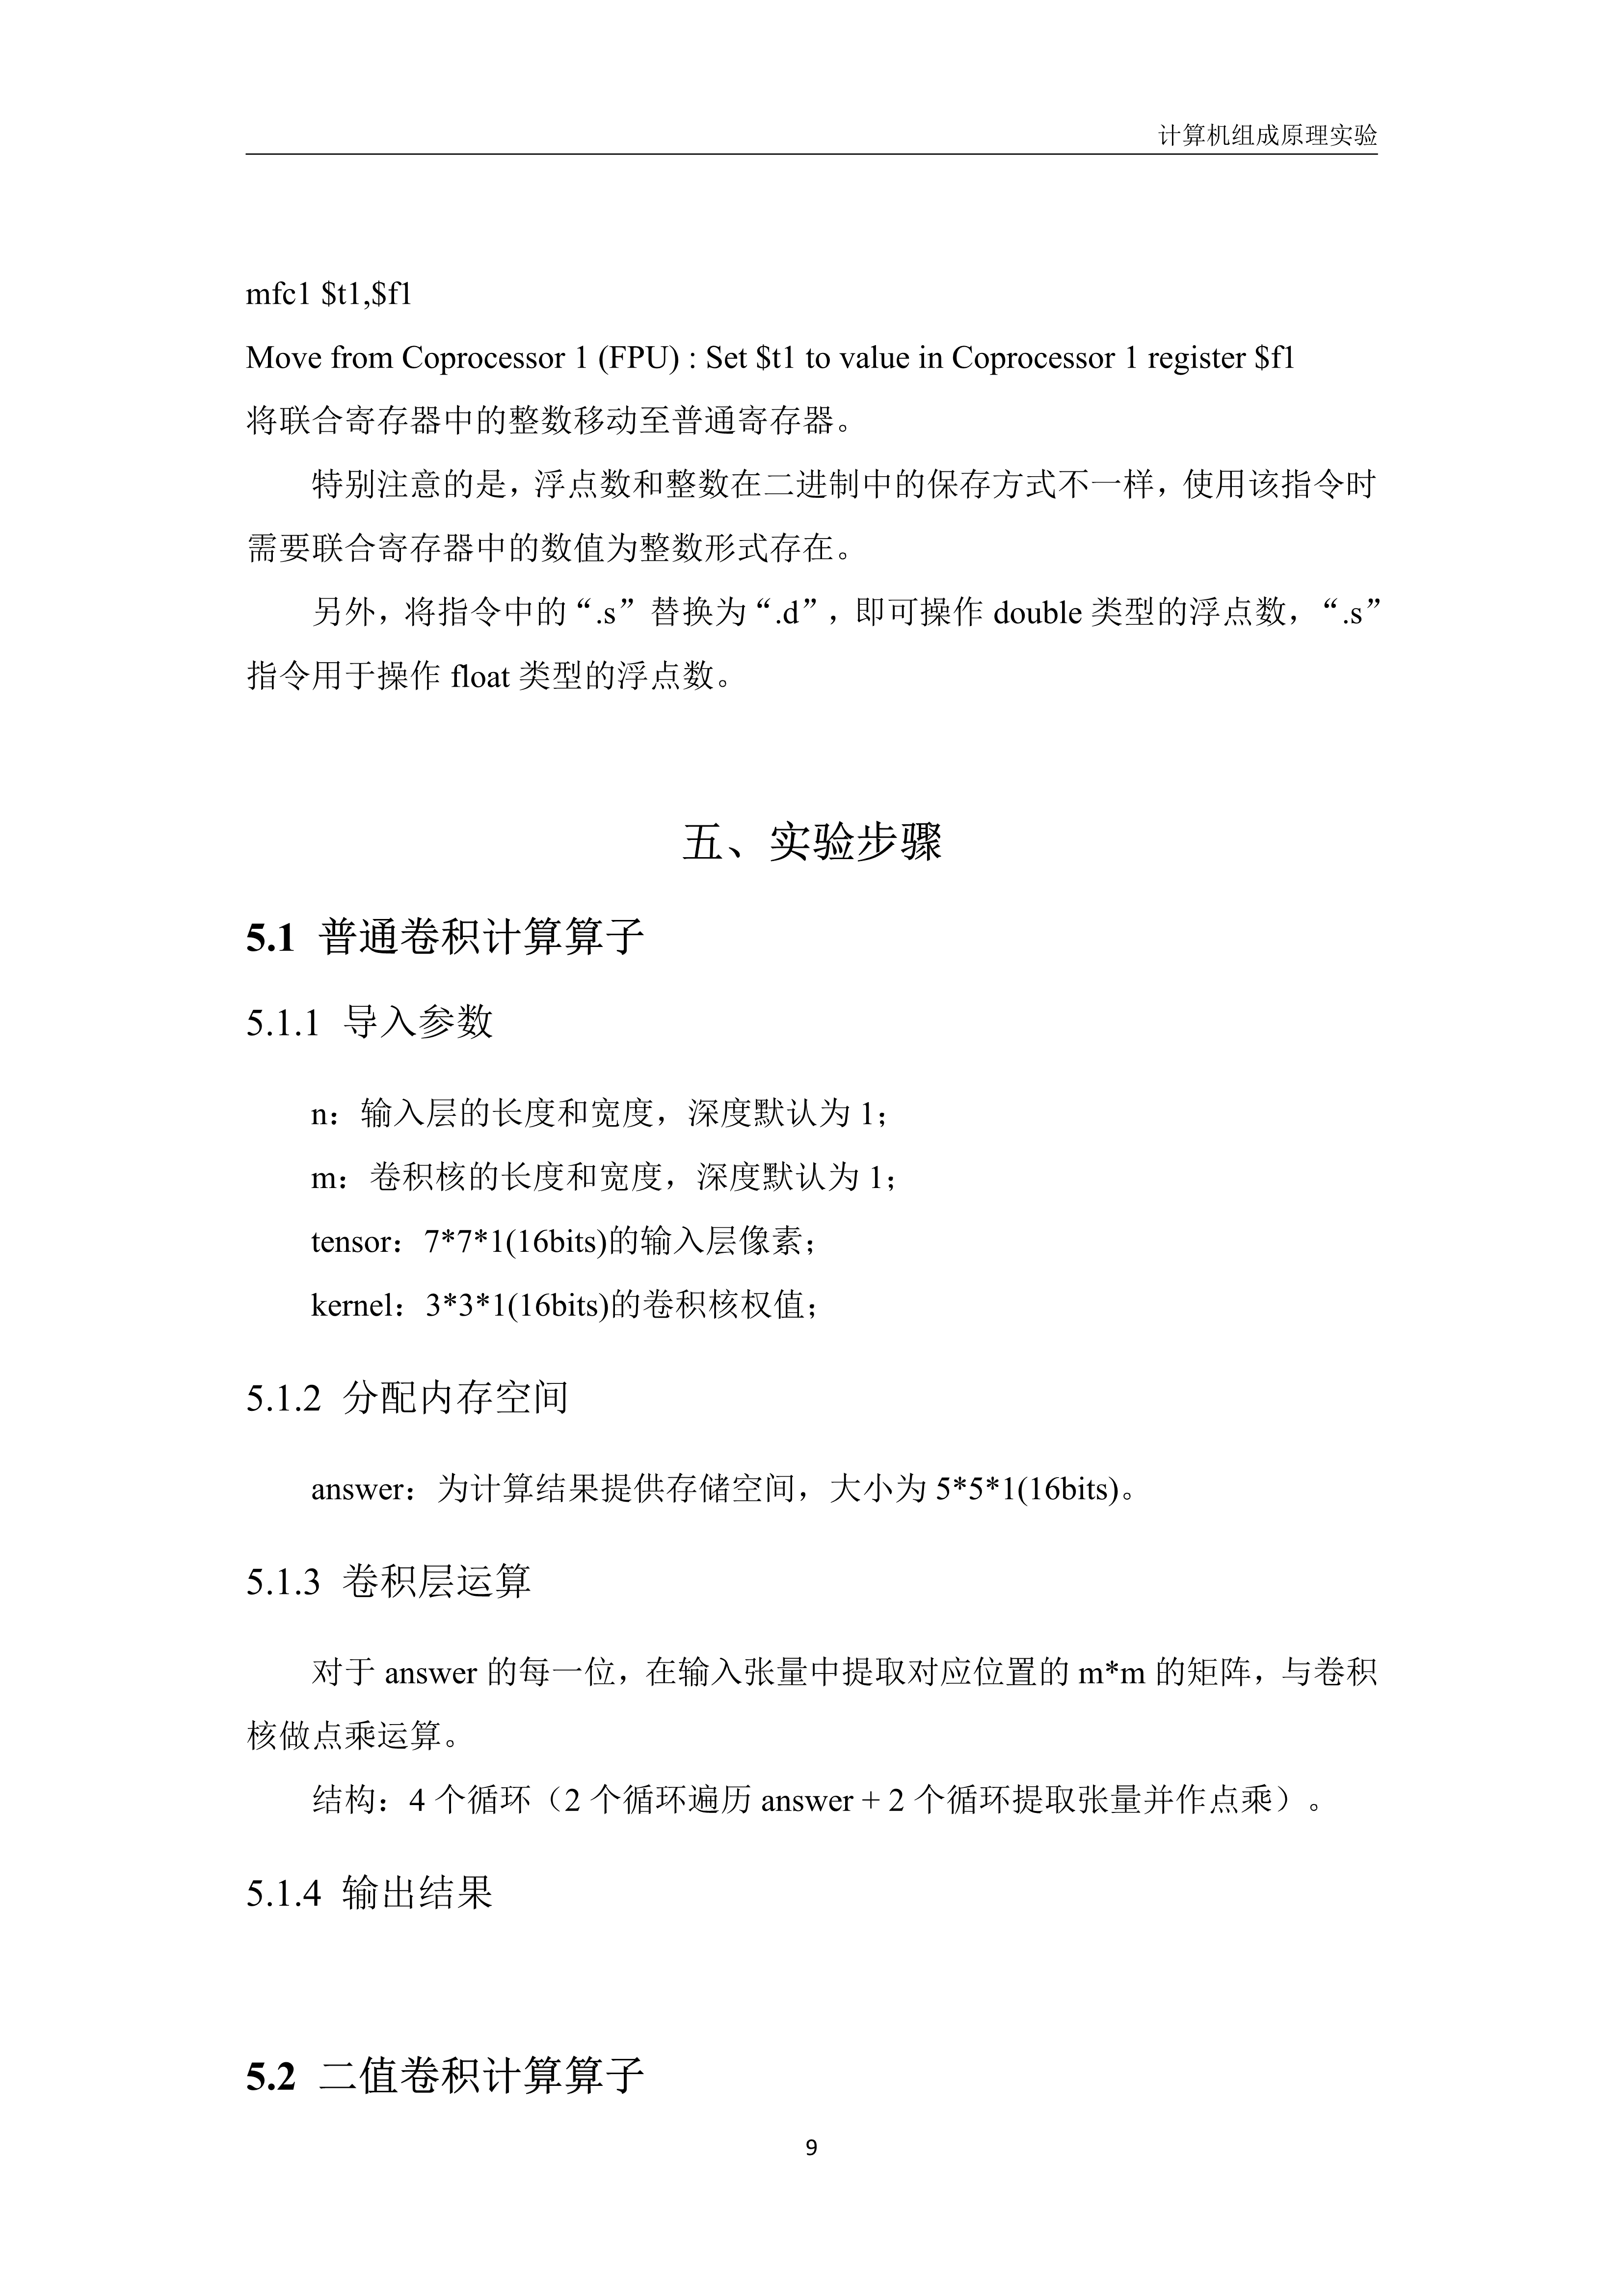 计算机组成原理实验
mfc1 $t1,$f1
Move from Coprocessor 1 (FPU) : Set $t1 to value in Coprocessor 1 register $f1
将联合寄存器中的整数移动至普通寄存器。
特别注意的是，浮点数和整数在二进制中的保存方式不一样，使用该指令时
需要联合寄存器中的数值为整数形式存在。
另外，将指令中的“.s”替换为“.d”，即可操作 double 类型的浮点数，“.s”
指令用于操作 float 类型的浮点数。
五、实验步骤
5.1 普通卷积计算算子
5.1.1 导入参数
n：输入层的长度和宽度，深度默认为 1；
m：卷积核的长度和宽度，深度默认为 1；
tensor：7*7*1(16bits)的输入层像素；
kernel：3*3*1(16bits)的卷积核权值；
5.1.2 分配内存空间
answer：为计算结果提供存储空间，大小为 5*5*1(16bits)。
5.1.3 卷积层运算
对于 answer 的每一位，在输入张量中提取对应位置的 m*m 的矩阵，与卷积
核做点乘运算。
结构：4 个循环（2 个循环遍历 answer + 2 个循环提取张量并作点乘）。
5.1.4 输出结果
5.2 二值卷积计算算子
9